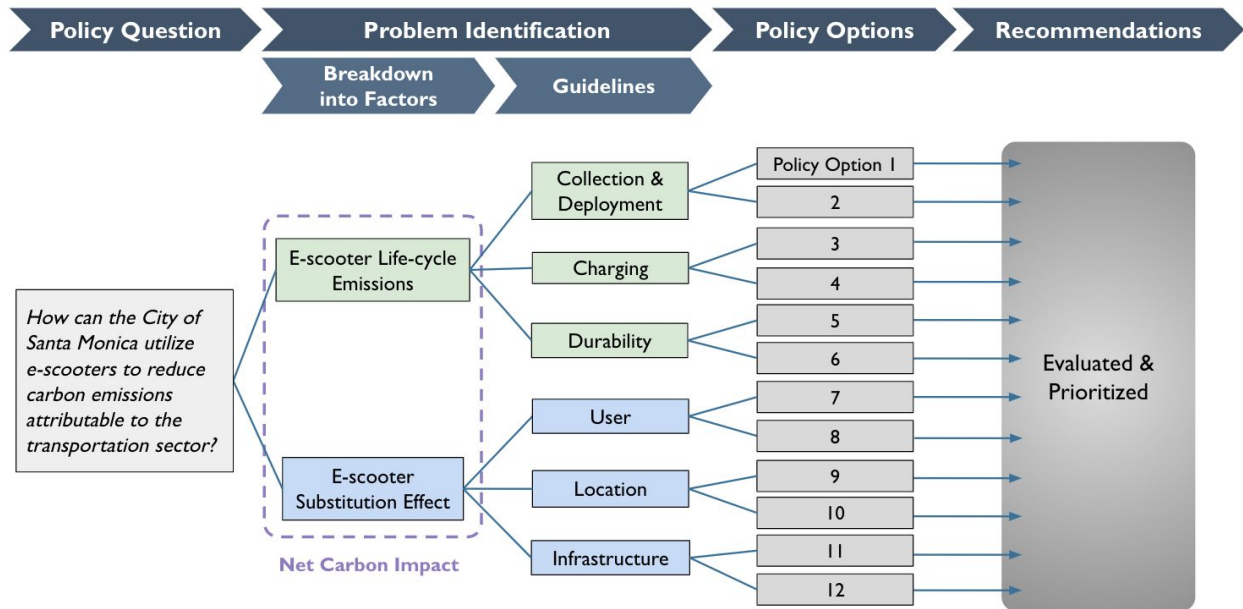 Policy Question
Problem Identification
Policy Options
Recommendations
Breakdown
into Factors
Guidelines
How can the City of
Santa Monica utilize
e-scooters to reduce
carbon emissions
attributable to the
transportation sector?
E-scooter Life-cycle
Emissions
E-scooter
Substitution Effect
Net Carbon Impact
Collection &
Deployment
Charging
Durability
User
Location
Infrastructure
Policy Option 1
2
3
4
5
6
7
8
9
10
11
12
Evaluated &
Prioritized